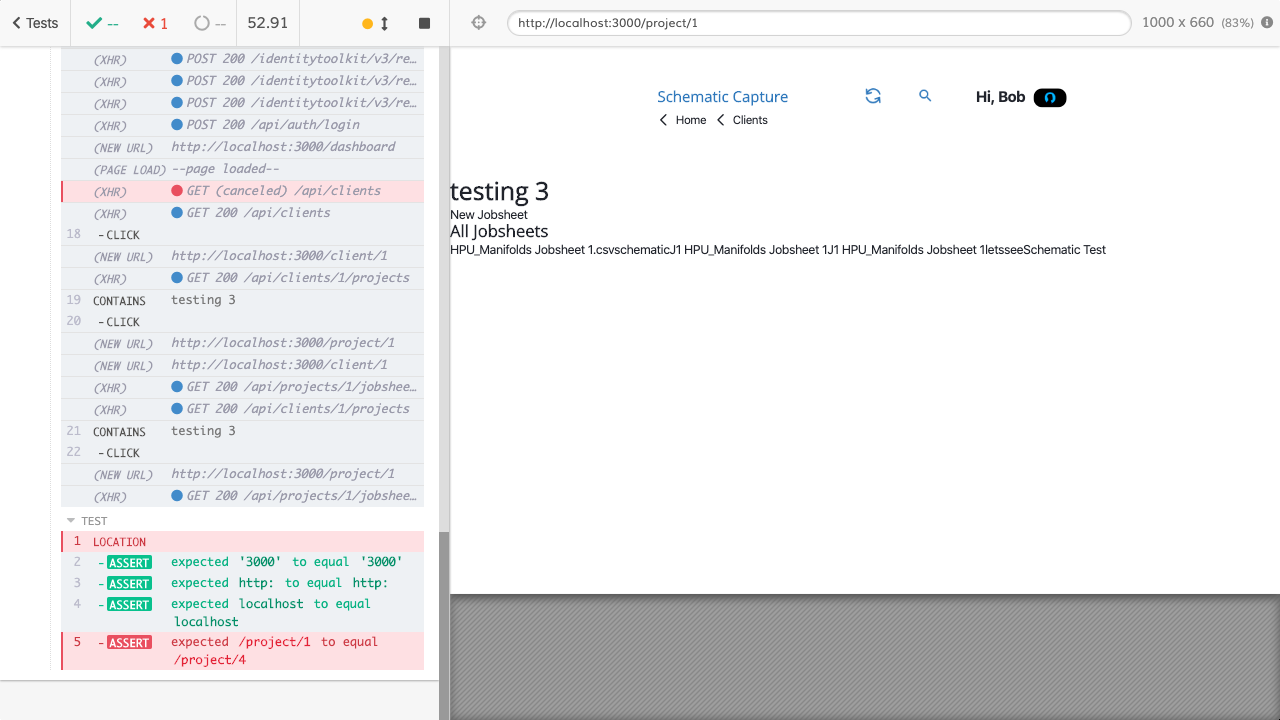 Tests
--
1
--
52.91
http://localhost:3000/project/1
1000 x 660 (83%)
(XHR) POST 200 /identitytoolkit/v3/re…
(XHR) POST 200 /identitytoolkit/v3/re…
(XHR) POST 200 /identitytoolkit/v3/re…
(XHR) POST 200 /api/auth/login
(NEW URL) http://localhost:3000/dashboard
(PAGE LOAD) --page loaded--
(XHR) GET (canceled) /api/clients
(XHR) GET 200 /api/clients
18 -CLICK
(NEW URL) http://localhost:3000/client/1
(XHR) GET 200 /api/clients/1/projects
19 CONTAINS testing 3
20 -CLICK
(NEW URL) http://localhost:3000/project/1
(NEW URL) http://localhost:3000/client/1
(XHR) GET 200 /api/projects/1/jobshee…
(XHR) GET 200 /api/clients/1/projects
21 CONTAINS testing 3
22 -CLICK
(NEW URL) http://localhost:3000/project/1
(XHR) GET 200 /api/projects/1/jobshee…
TEST
1 LOCATION
2 -ASSERT expected '3000' to equal '3000'
3 -ASSERT expected http: to equal http:
4 -ASSERT expected localhost to equal
localhost
5 -ASSERT expected /project/1 to equal
/project/4
Schematic Capture
Hi, Bob
Home Clients
testing 3
New Jobsheet
All Jobsheets
HPU_Manifolds Jobsheet 1.csvschematicJ1 HPU_Manifolds Jobsheet 1J1 HPU_Manifolds Jobsheet 1letsseeSchematic Test